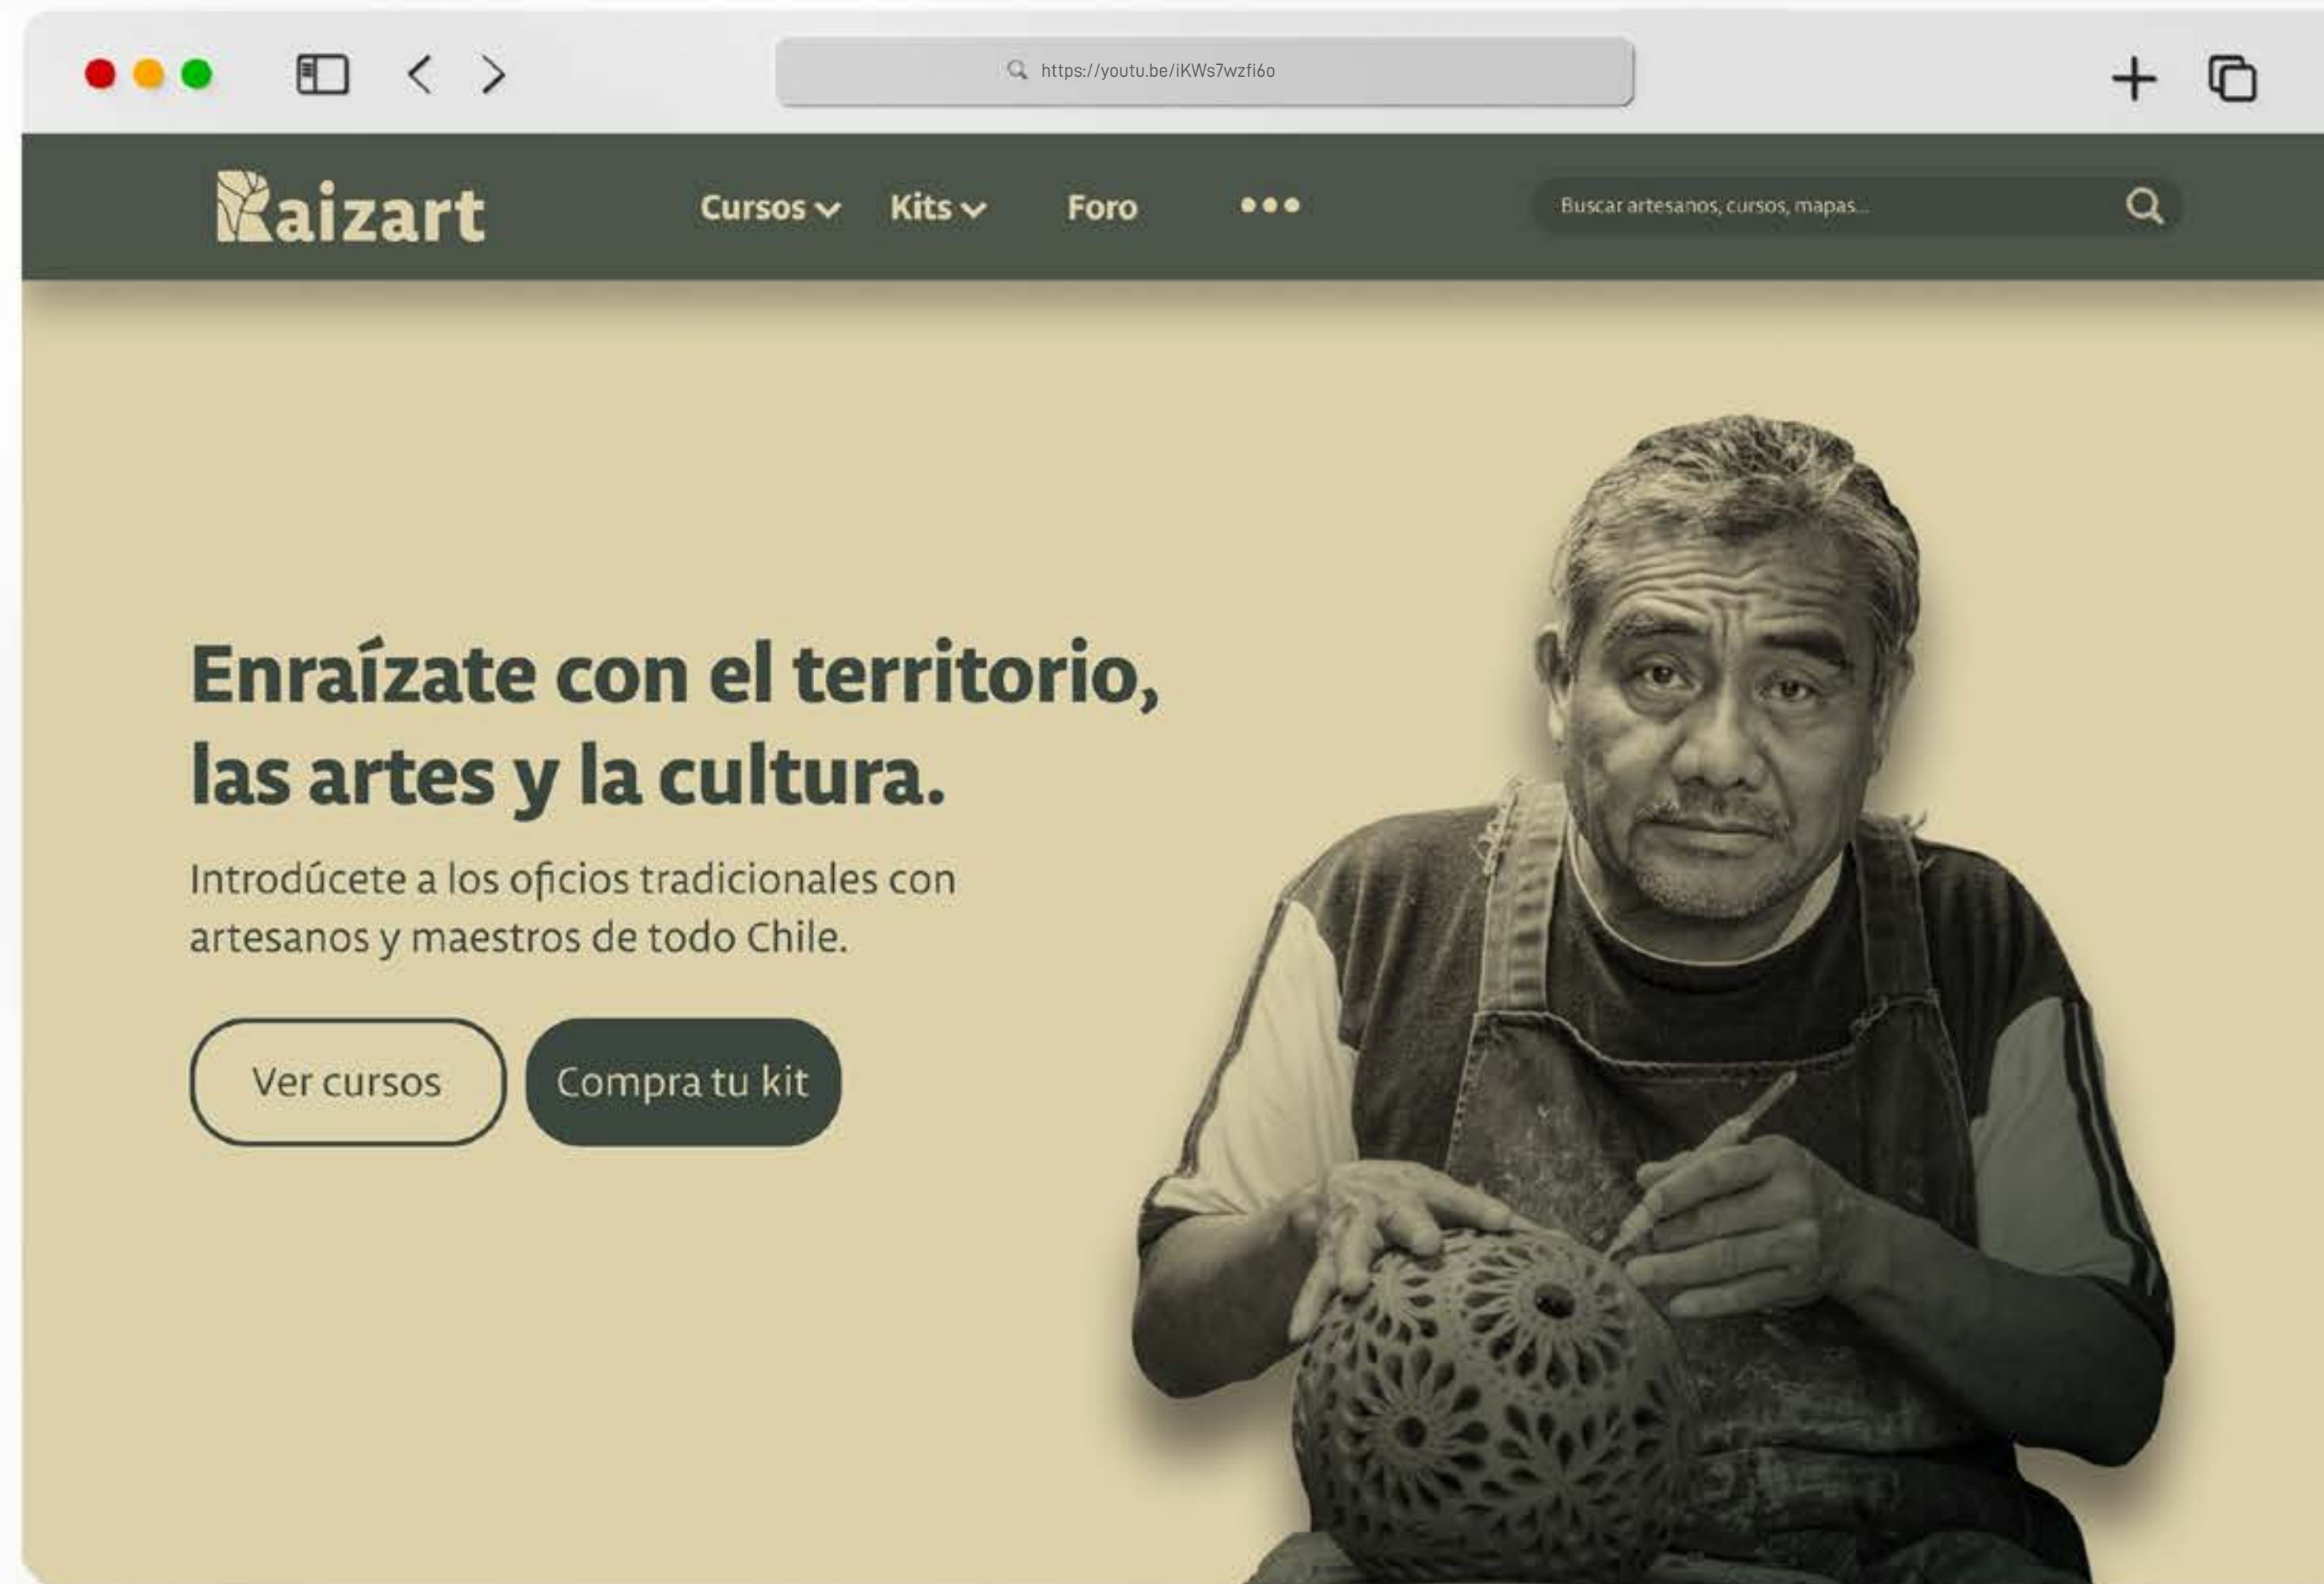 https://youtu.be/iKWs7wzfi6o
Raizart
Cursos
Kits
Foro
Buscar artesanos, cursos, mapas...
Enraízate con el territorio,
las artes y la cultura.
Introdúcete a los oficios tradicionales con
artesanos y maestros de todo Chile.
Ver cursos
Compra tu kit